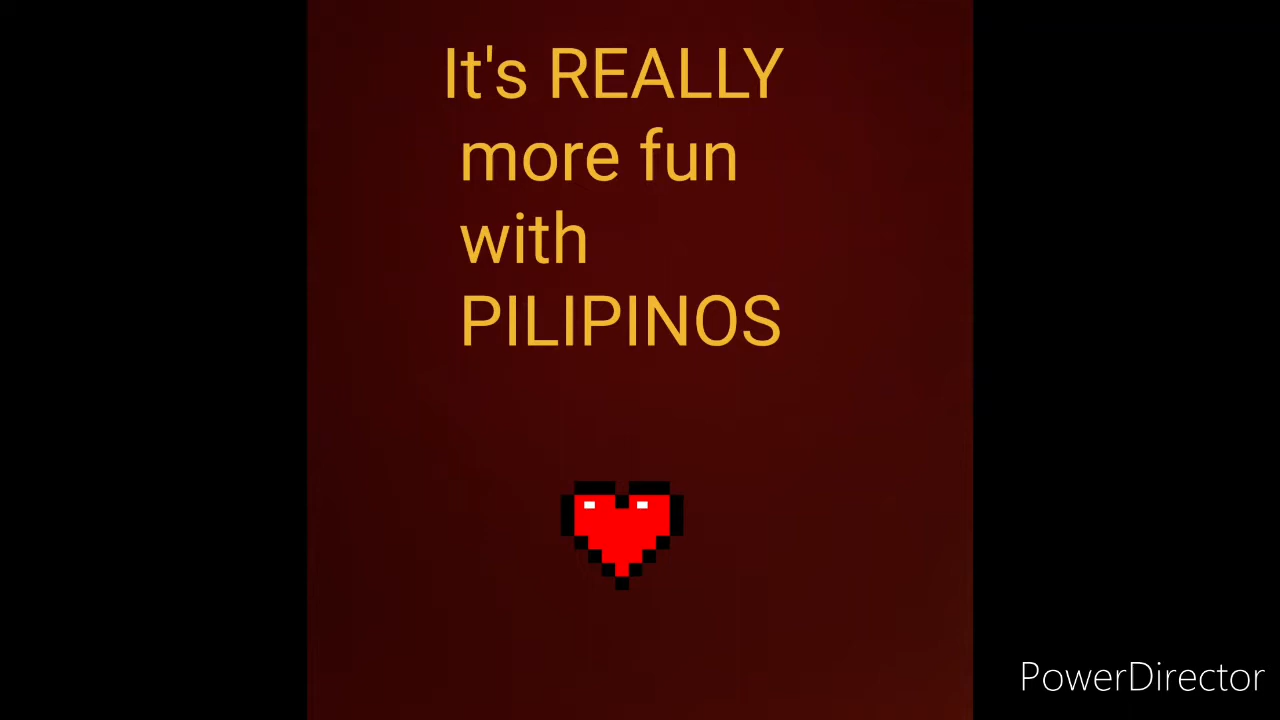 It's REALLY
more fun
with
PILIPINOS
PowerDirector